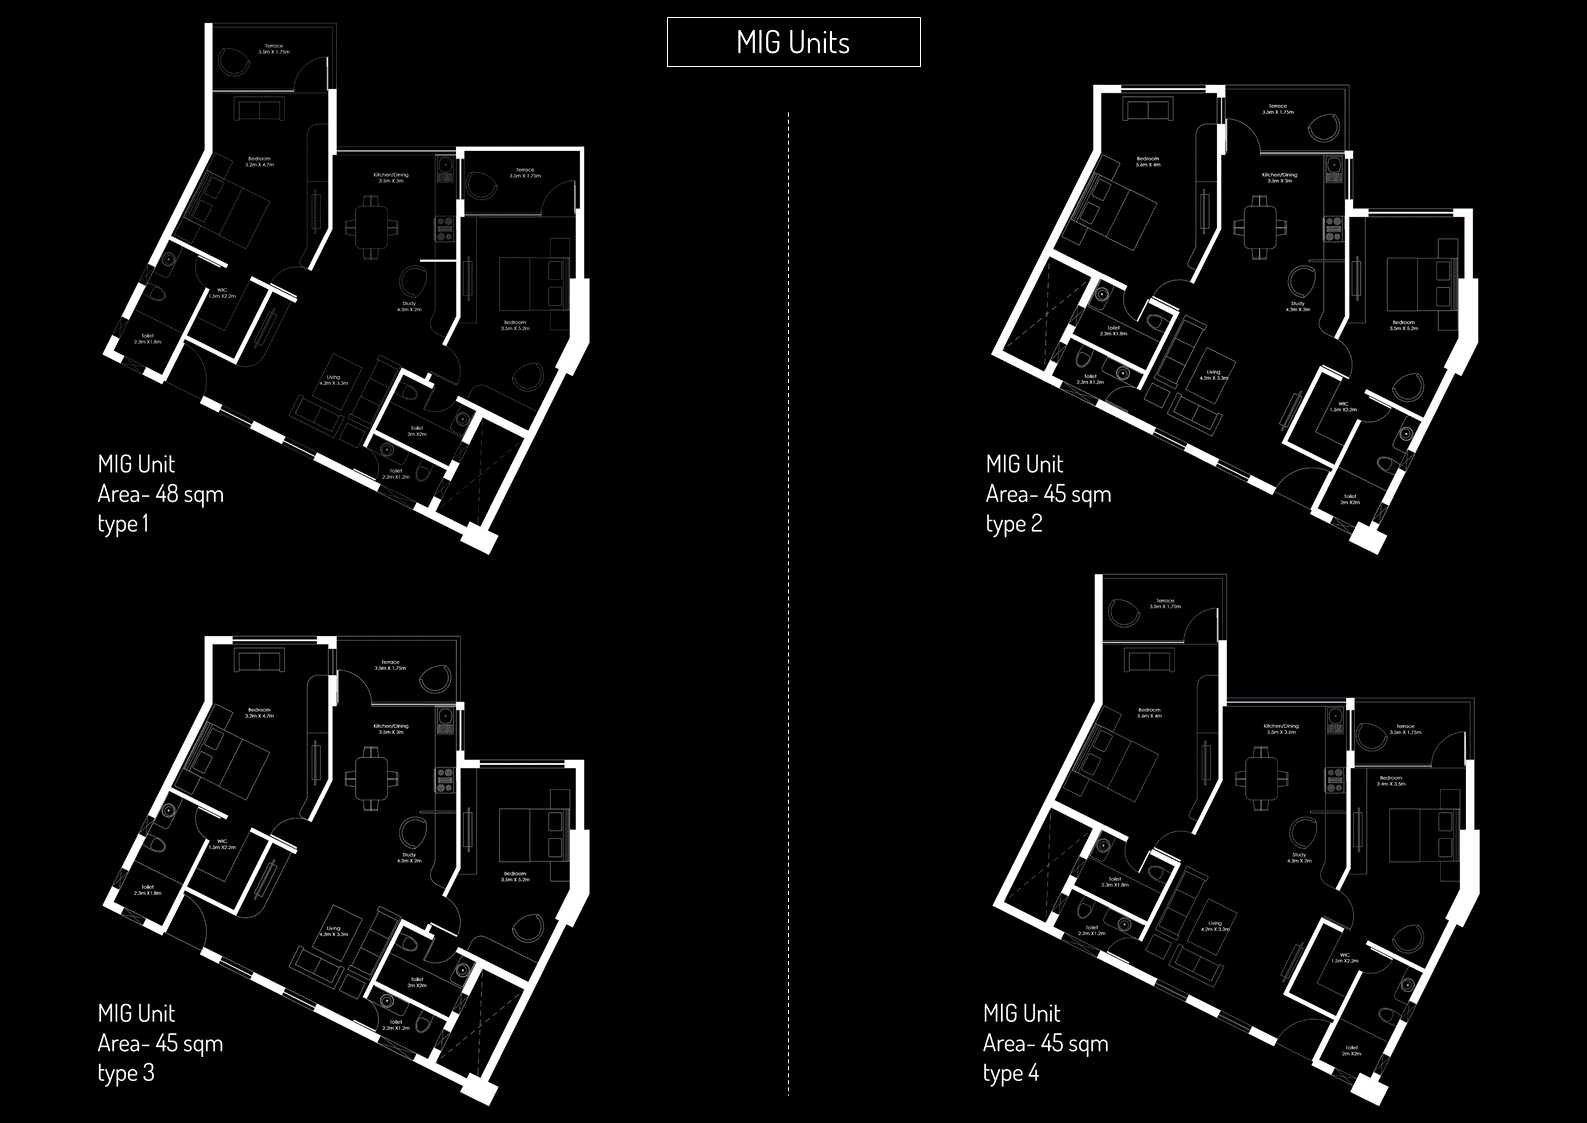 MIG Units
Terrace
3.5m X 1.75m
Bedroom
3.2m X 4.7m
Kitchen/Dining
3.5m X 3m
Terrace
3.5m X 1.75m
WIC
1.5m X2.2m
Study
4.3m X 2m
Bedroom
3.5m X 5.2m
Toilet
2.3m X1.8m
Living
4.2m X 3.3m
Toilet
2m X2m
Toilet
2.3m X1.2m
MIG Unit
Area- 48 sqm
type 1
Terrace
3.5m X 1.75m
Bedroom
5.6m X 4m
Kitchen/Dining
3.5m X 3m
Study
4.3m X 2m
Bedroom
3.5m X 5.2m
Toilet
2.3m X1.8m
Toilet
2.3m X1.2m
Living
4.2m X 3.3m
WIC
1.5m X2.2m
Toilet
2m X2m
MIG Unit
Area- 45 sqm
type 2
Terrace
3.5m X 1.75m
Bedroom
3.2m X 4.7m
Kitchen/Dining
3.5m X 3m
WIC
1.5m X2.2m
Study
4.3m X 2m
Bedroom
3.5m X 5.2m
Toilet
2.3m X1.8m
Living
4.2m X 3.3m
Toilet
2m X2m
Toilet
2.3m X1.2m
MIG Unit
Area- 45 sqm
type 3
Terrace
3.5m X 1.75m
Bedroom
5.6m X 4m
Kitchen/Dining
3.5m X 3.6m
Terrace
3.5m X 1.75m
Bedroom
3.4m X 3.5m
Study
4.3m X 2m
Toilet
2.3m X1.8m
Toilet
2.3m X1.2m
Living
4.2m X 3.3m
WIC
1.5m X2.2m
Toilet
2m X2m
MIG Unit
Area- 45 sqm
type 4